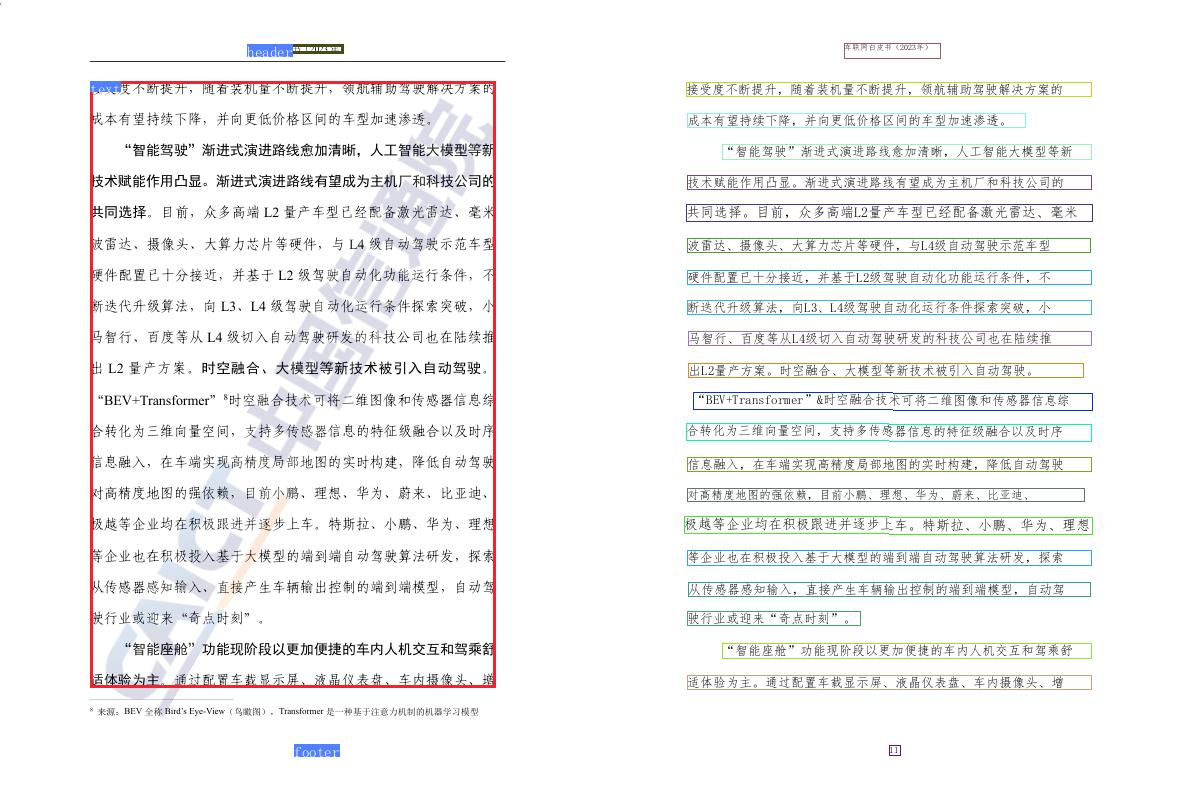 header
text
度不断提升，随着装机量不断提升，领航辅助驾驶解决方案的
成本有望持续下降，并向更低价格区间的车型加速渗透。
“智能驾驶”渐进式演进路线愈加清晰，人工智能大模型等新
技术赋能作用凸显。渐进式演进路线有望成为主机厂和科技公司的
共同选择。目前，众多高端 L2 量产车型已经配备激光雷达、毫米
波雷达、摄像头、大算力芯片等硬件，与 L4 级自动驾驶示范车型
硬件配置已十分接近，并基于 L2 级驾驶自动化功能运行条件，不
断迭代升级算法，向 L3、L4 级驾驶自动化运行条件探索突破，小
马智行、百度等从 L4 级切入自动驾驶研发的科技公司也在陆续推
出 L2 量产方案。时空融合、大模型等新技术被引入自动驾驶。
“BEV+Transformer”⁸时空融合技术可将二维图像和传感器信息综
合转化为三维向量空间，支持多传感器信息的特征级融合以及时序
信息融入，在车端实现高精度局部地图的实时构建，降低自动驾驶
对高精度地图的强依赖，目前小鹏、理想、华为、蔚来、比亚迪、
极越等企业均在积极跟进并逐步上车。特斯拉、小鹏、华为、理想
等企业也在积极投入基于大模型的端到端自动驾驶算法研发，探索
从传感器感知输入、直接产生车辆输出控制的端到端模型，自动驾
驶行业或迎来“奇点时刻”。
“智能座舱”功能现阶段以更加便捷的车内人机交互和驾乘舒
适体验为主。通过配置车载显示屏、液晶仪表盘、车内摄像头、增
⁸ 来源：BEV 全称 Bird’s Eye-View（鸟瞰图），Transformer 是一种基于注意力机制的机器学习模型
footer
CAICT 中国信通院
车联网白皮书（2023年）
接受度不断提升，随着装机量不断提升，领航辅助驾驶解决方案的
成本有望持续下降，并向更低价格区间的车型加速渗透。
“智能驾驶”渐进式演进路线愈加清晰，人工智能大模型等新
技术赋能作用凸显。渐进式演进路线有望成为主机厂和科技公司的
共同选择。目前，众多高端L2量产车型已经配备激光雷达、毫米
波雷达、摄像头、大算力芯片等硬件，与L4级自动驾驶示范车型
硬件配置已十分接近，并基于L2级驾驶自动化功能运行条件，不
断迭代升级算法，向L3、L4级驾驶自动化运行条件探索突破，小
马智行、百度等从L4级切入自动驾驶研发的科技公司也在陆续推
出L2量产方案。时空融合、大模型等新技术被引入自动驾驶。
“BEV+Transformer”&时空融合技术可将二维图像和传感器信息综
合转化为三维向量空间，支持多传感器信息的特征级融合以及时序
信息融入，在车端实现高精度局部地图的实时构建，降低自动驾驶
对高精度地图的强依赖，目前小鹏、理想、华为、蔚来、比亚迪、
极越等企业均在积极跟进并逐步上车。特斯拉、小鹏、华为、理想
等企业也在积极投入基于大模型的端到端自动驾驶算法研发，探索
从传感器感知输入，直接产生车辆输出控制的端到端模型，自动驾
驶行业或迎来“奇点时刻”。
“智能座舱”功能现阶段以更加便捷的车内人机交互和驾乘舒
适体验为主。通过配置车载显示屏、液晶仪表盘、车内摄像头、增
11